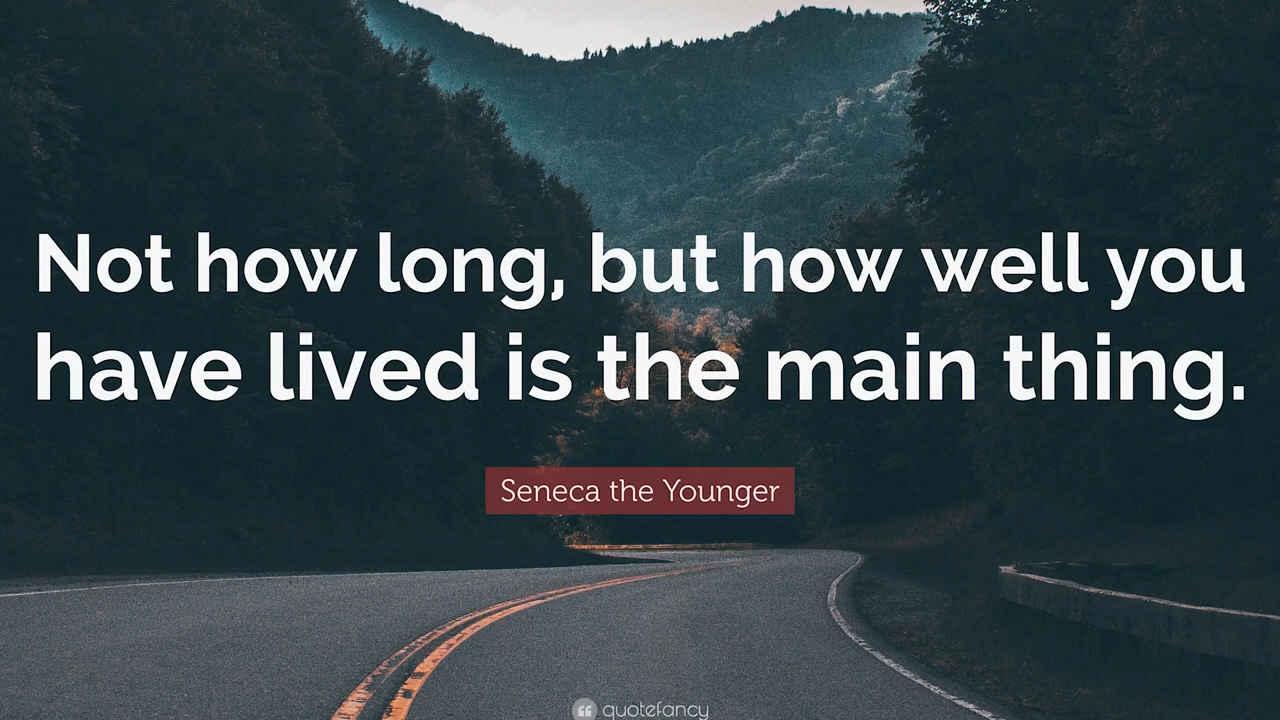 Not how long, but how well you
have lived is the main thing.
Seneca the Younger
quotefancy